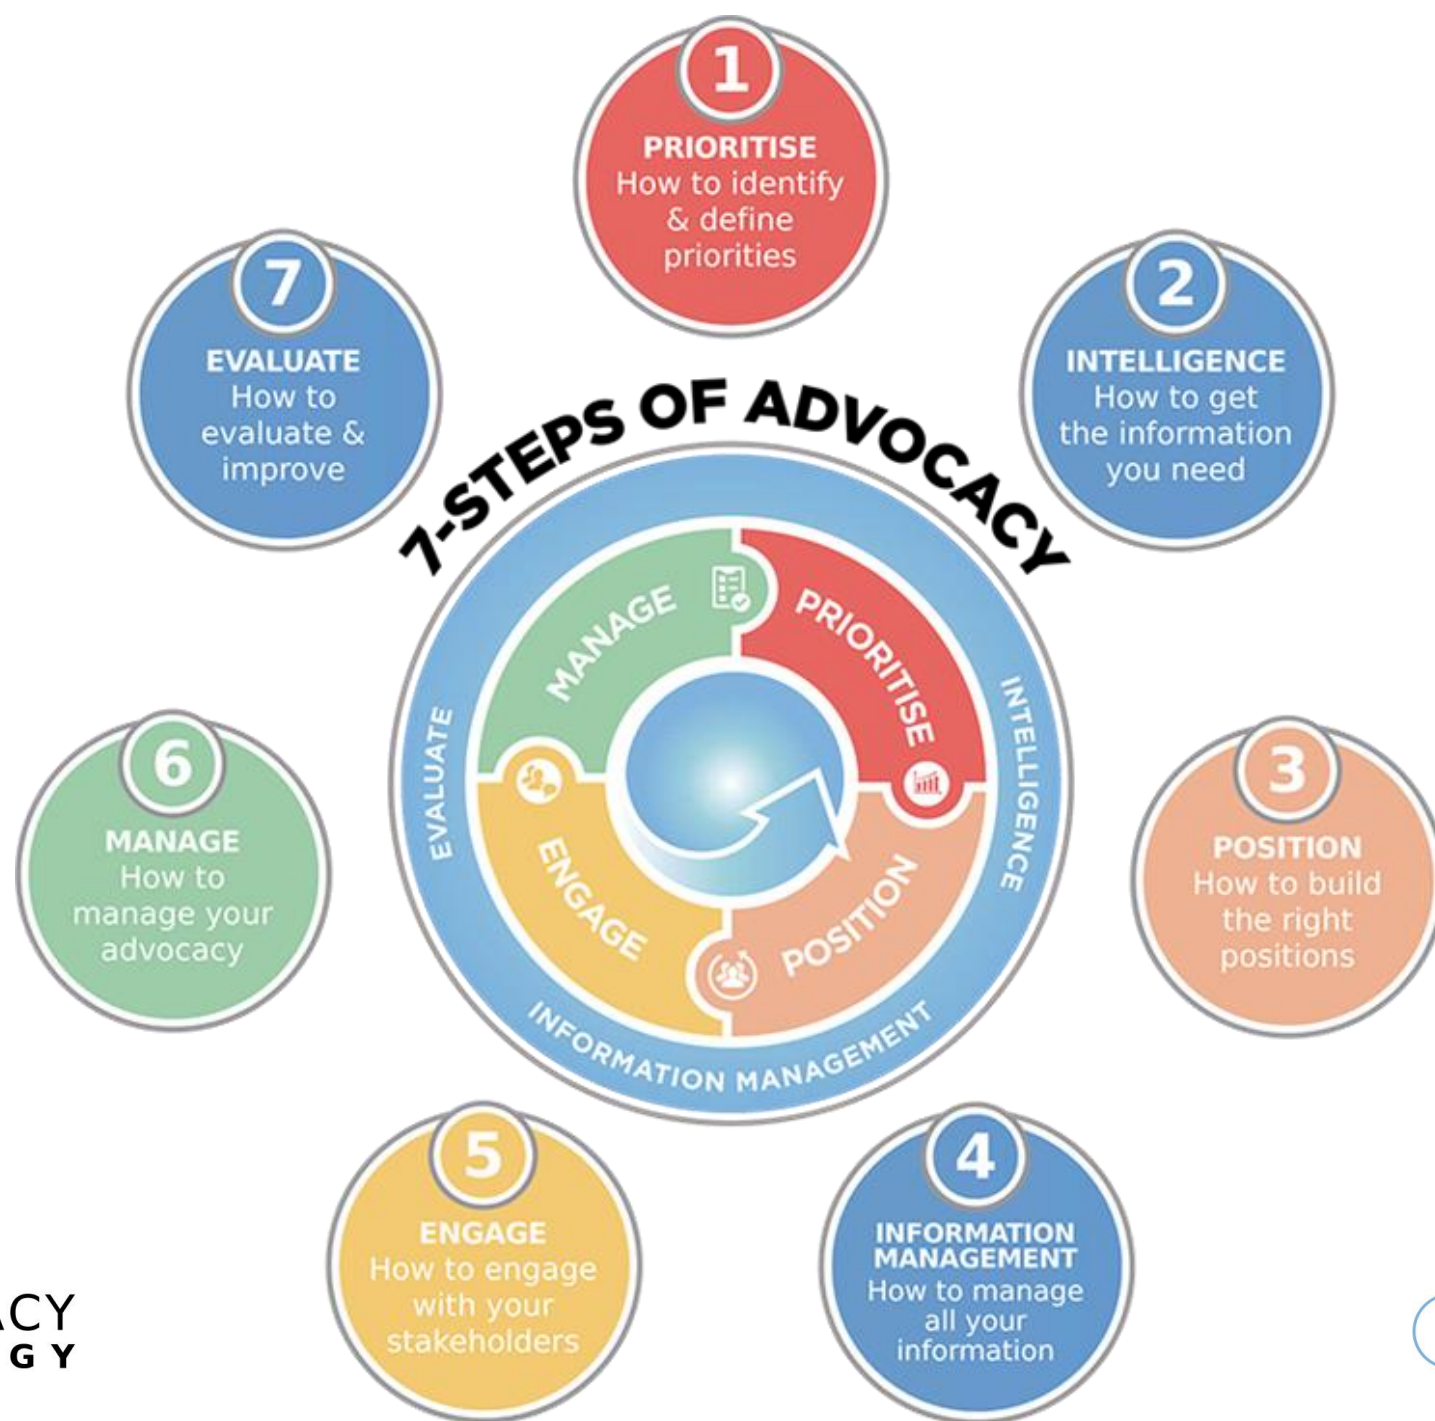 1
PRIORITISE
How to identify
& define
priorities
2
INTELLIGENCE
How to get
the information
you need
3
POSITION
How to build
the right
positions
4
INFORMATION
MANAGEMENT
How to manage
all your
information
5
ENGAGE
How to engage
with your
stakeholders
6
MANAGE
How to
manage your
advocacy
7
EVALUATE
How to
evaluate &
improve
7-STEPS OF ADVOCACY
MANAGE
PRIORITISE
POSITION
ENGAGE
EVALUATE
INTELLIGENCE
INFORMATION MANAGEMENT
ACY
GY